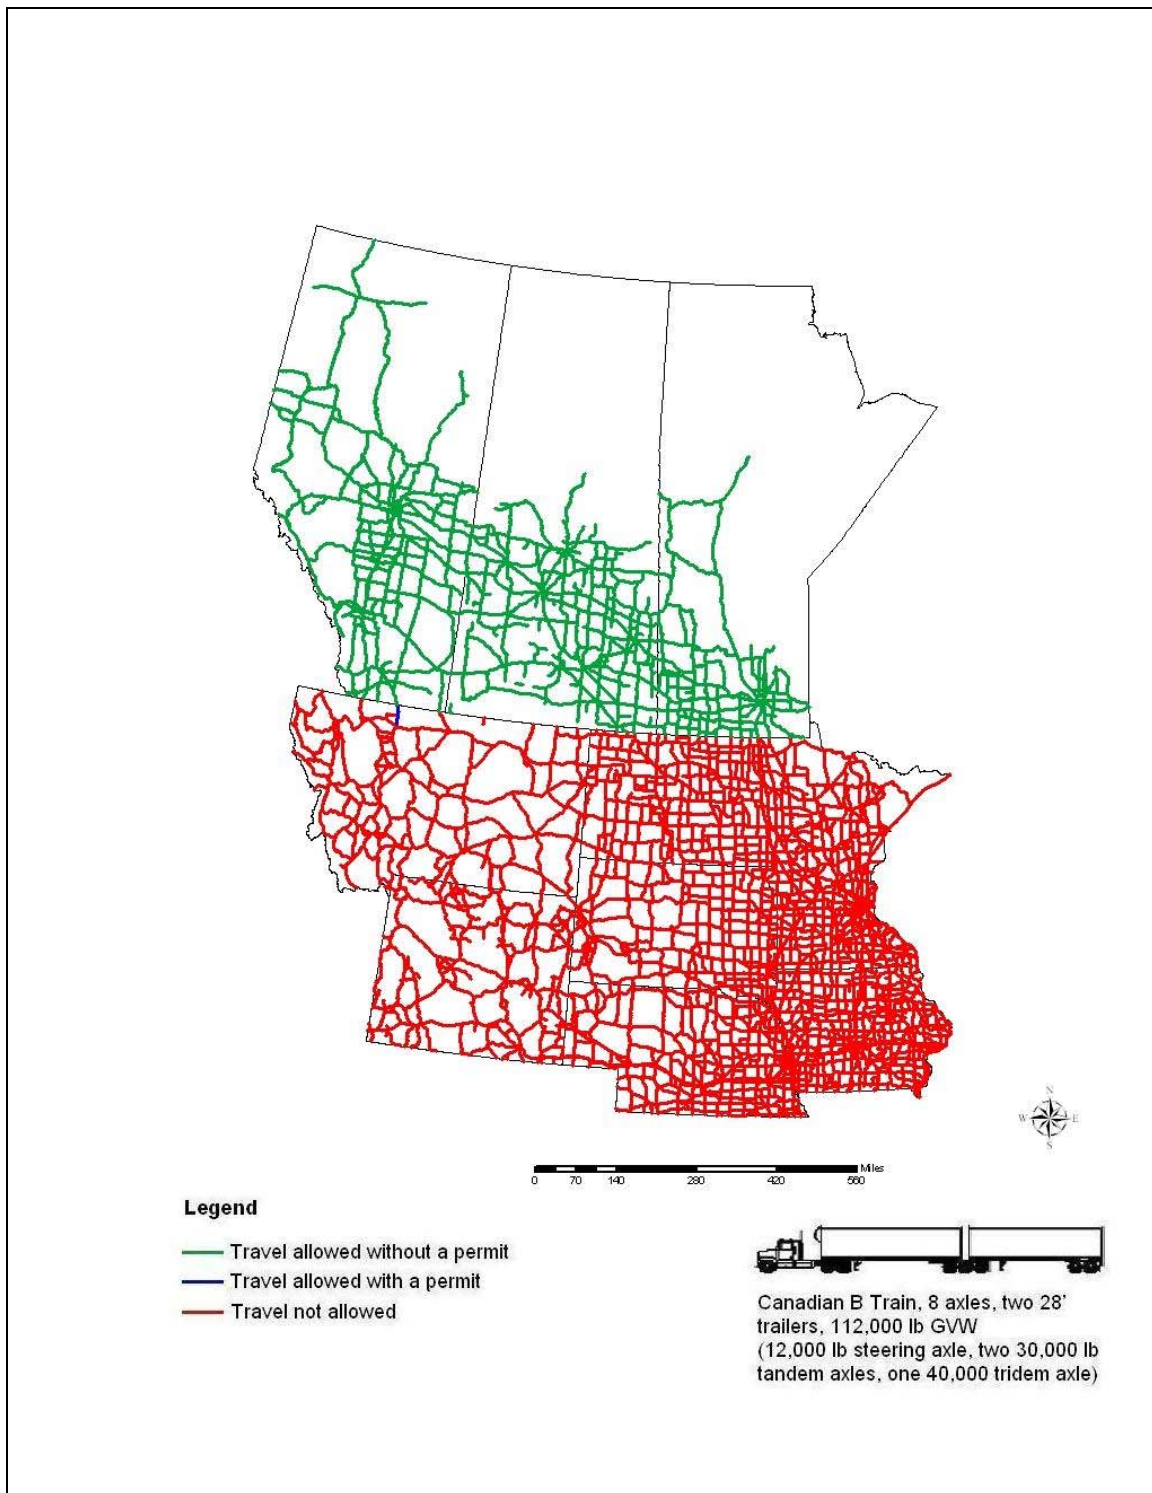 N
W E
S
Miles
0 70 140 280 420 560
Legend
Travel allowed without a permit
Travel allowed with a permit
Travel not allowed
Canadian B Train, 8 axles, two 28'
trailers, 112,000 lb GVW
(12,000 lb steering axle, two 30,000 lb
tandem axles, one 40,000 tridem axle)